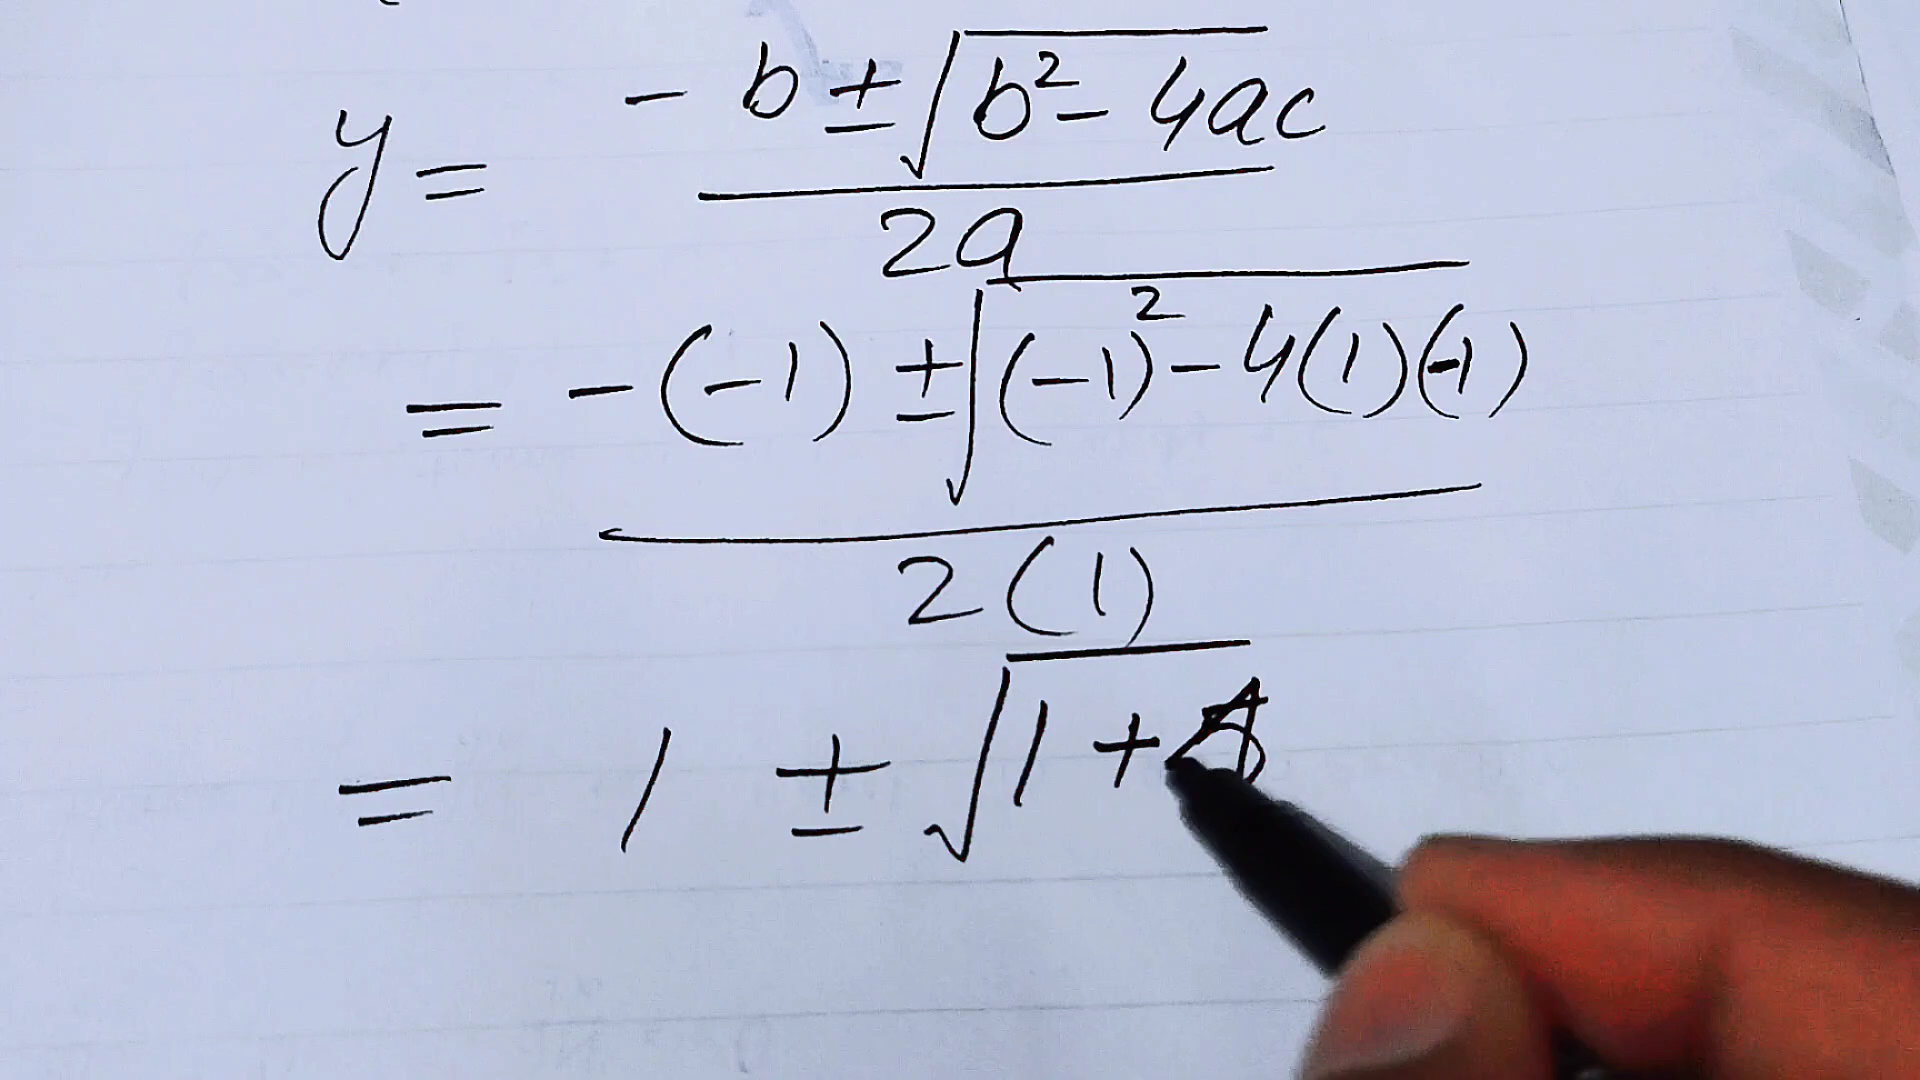 y = -b ± √b² - 4ac
2a
= -(-1) ± √(-1)² - 4(1)(-1)
2(1)
= 1 ± √1 +